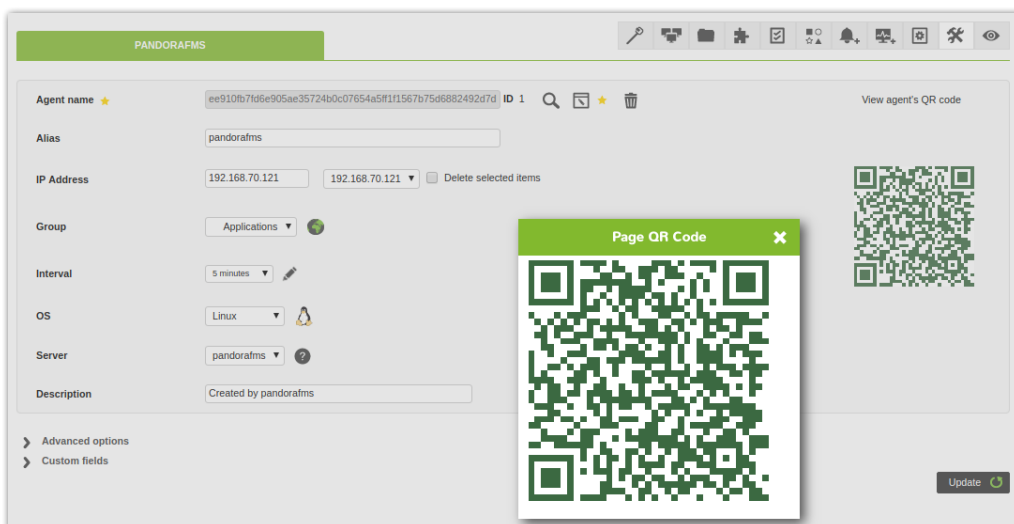 PANDORAFMS
Agent name
ee910fb7fd6e905ae35724b0c07654a5ff1f1567b75d6882492d7d
ID 1
View agent's QR code
Alias
pandorafms
IP Address
192.168.70.121
192.168.70.121
Delete selected items
Group
Applications
Page QR Code
Interval
5 minutes
OS
Linux
Server
pandorafms
?
Description
Created by pandorafms
Advanced options
Custom fields
Update